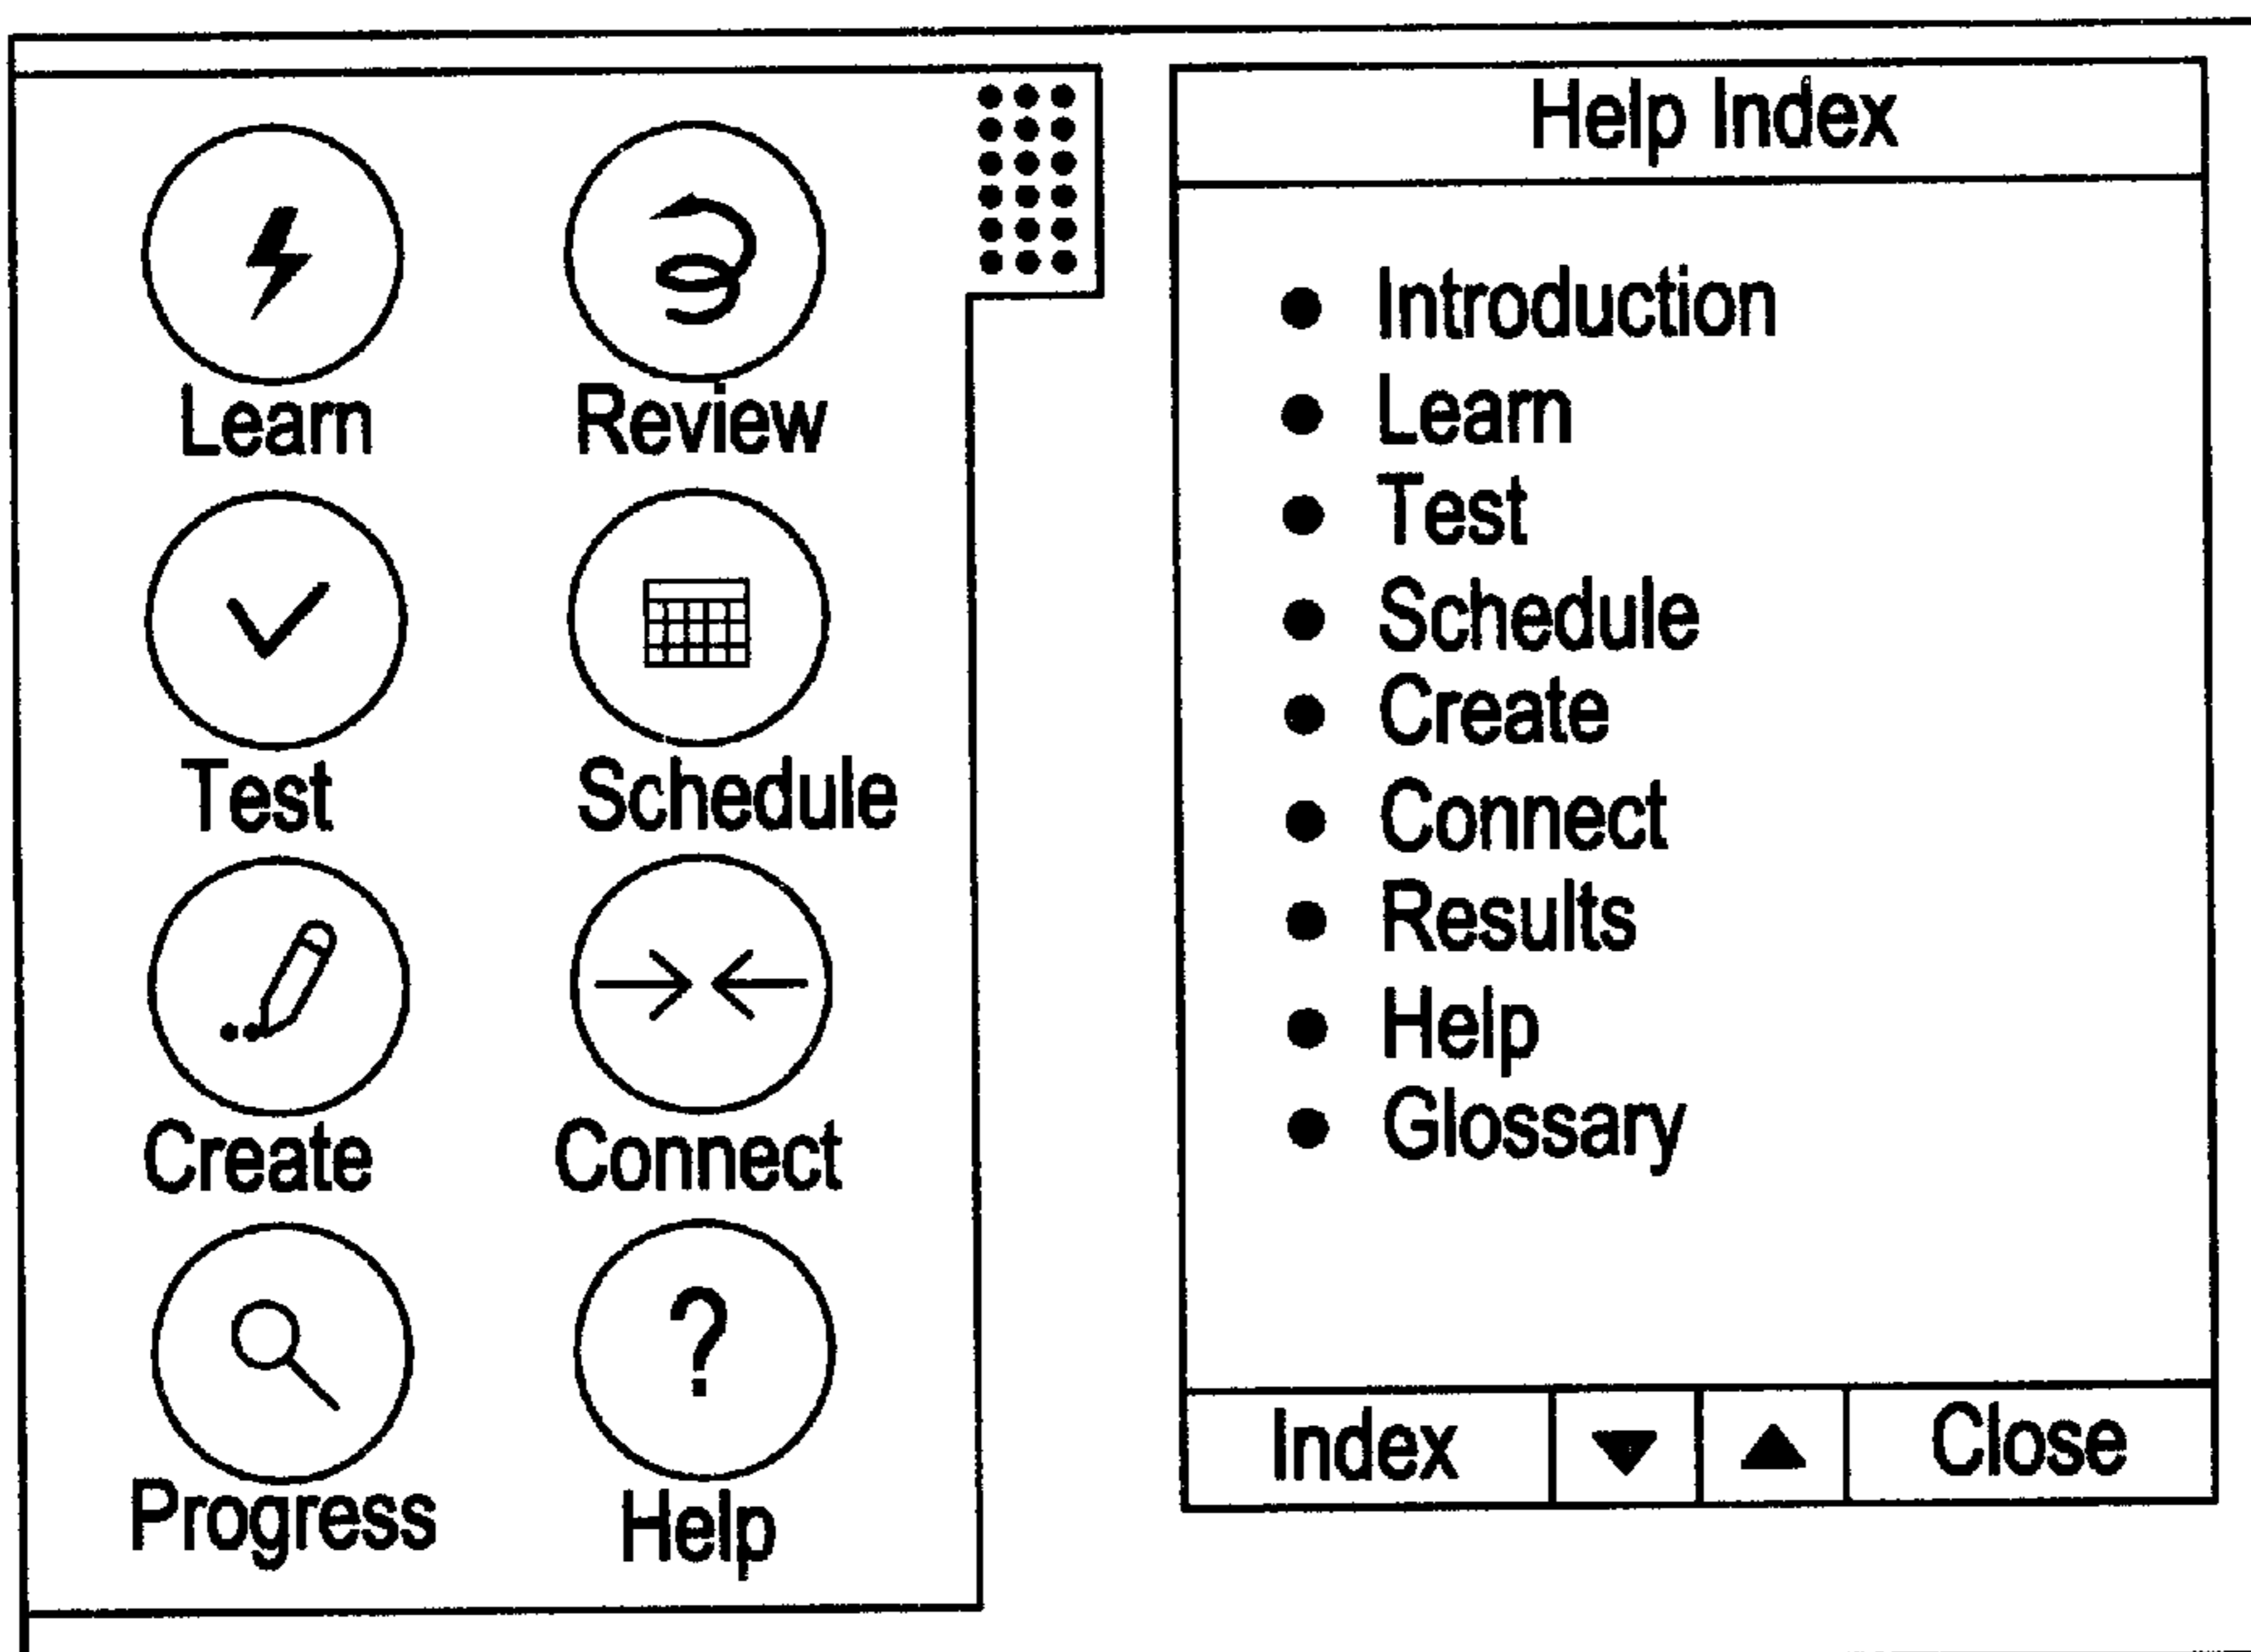 Learn
Review
Test
Schedule
Create
Connect
?
Progress
Help
Help Index
• Introduction
• Learn
• Test
• Schedule
• Create
• Connect
• Results
• Help
• Glossary
Index ▼ ▲ Close